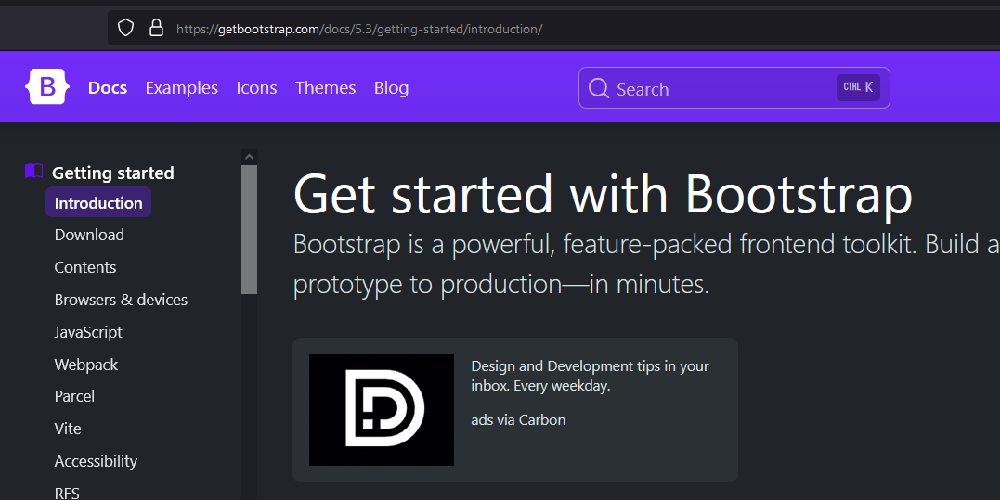 https://getbootstrap.com/docs/5.3/getting-started/introduction/
B Docs Examples Icons Themes Blog Search CTRL K
Getting started
Introduction
Download
Contents
Browsers & devices
JavaScript
Webpack
Parcel
Vite
Accessibility
RFS
Get started with Bootstrap
Bootstrap is a powerful, feature-packed frontend toolkit. Build a
prototype to production—in minutes.
D
Design and Development tips in your
inbox. Every weekday.
ads via Carbon